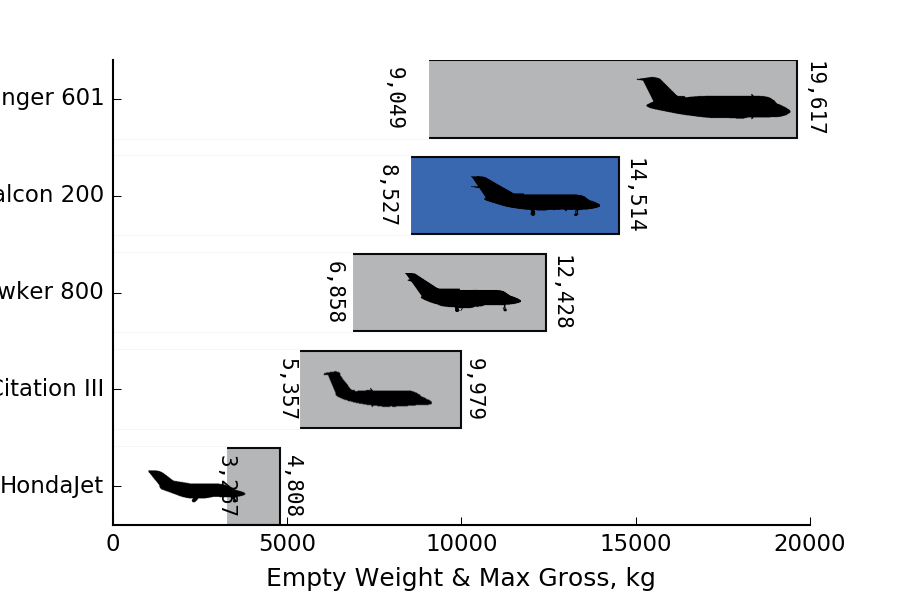 nger 601
9,049
19,617
alcon 200
8,527
14,514
wker 800
6,858
12,428
Citation III
5,357
9,979
HondaJet
4,808
0 5000 10000 15000 20000
Empty Weight & Max Gross, kg